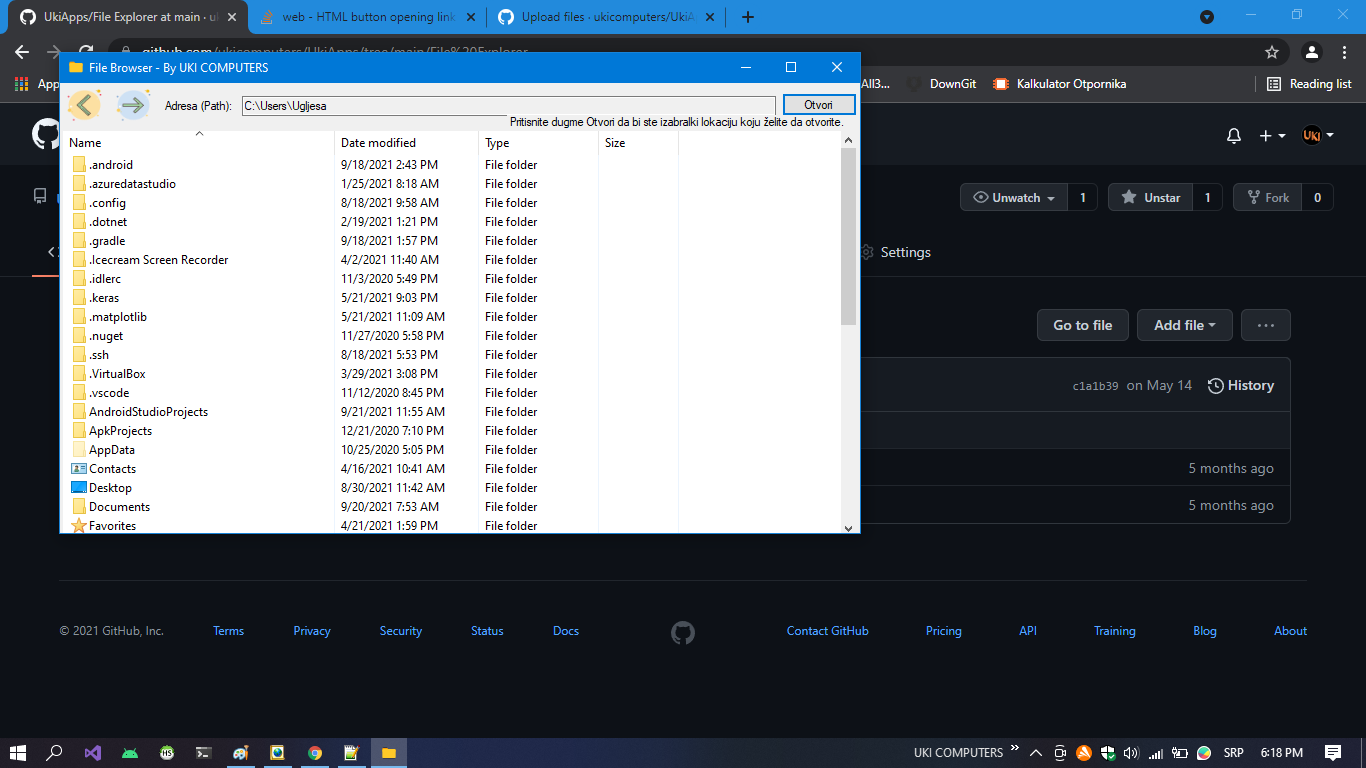 UkiApps/File Explorer at main · u
web - HTML button opening link
Upload files · ukicomputers/UkiA
github.com/ukicomputers/UkiApps/tree/main/File%20Explorer
App
All3...
DownGit
Kalkulator Otpornika
Reading list
File Browser - By UKI COMPUTERS
Adresa (Path):
C:\Users\Ugljesa
Otvori
Pritisnite dugme Otvori da bi ste izabralki lokaciju koju želite da otvorite.
Name Date modified Type Size
.android 9/18/2021 2:43 PM File folder
.azuredatastudio 1/25/2021 8:18 AM File folder
.config 8/18/2021 9:58 AM File folder
.dotnet 2/19/2021 1:21 PM File folder
.gradle 9/18/2021 1:57 PM File folder
.Icecream Screen Recorder 4/2/2021 11:40 AM File folder
.idlerc 11/3/2020 5:49 PM File folder
.keras 5/21/2021 9:03 PM File folder
.matplotlib 5/21/2021 11:09 AM File folder
.nuget 11/27/2020 5:58 PM File folder
.ssh 8/18/2021 5:53 PM File folder
.VirtualBox 3/29/2021 3:08 PM File folder
.vscode 11/12/2020 8:45 PM File folder
AndroidStudioProjects 9/21/2021 11:55 AM File folder
ApkProjects 12/21/2020 7:10 PM File folder
AppData 10/25/2020 5:05 PM File folder
Contacts 4/16/2021 10:41 AM File folder
Desktop 8/30/2021 11:42 AM File folder
Documents 9/20/2021 7:53 AM File folder
Favorites 4/21/2021 1:59 PM File folder
UKI
Unwatch 1
Unstar 1
Fork 0
Settings
Go to file
Add file
c1a1b39 on May 14 History
5 months ago
5 months ago
© 2021 GitHub, Inc. Terms Privacy Security Status Docs Contact GitHub Pricing API Training Blog About
HS
UKI COMPUTERS
SRP
6:18 PM